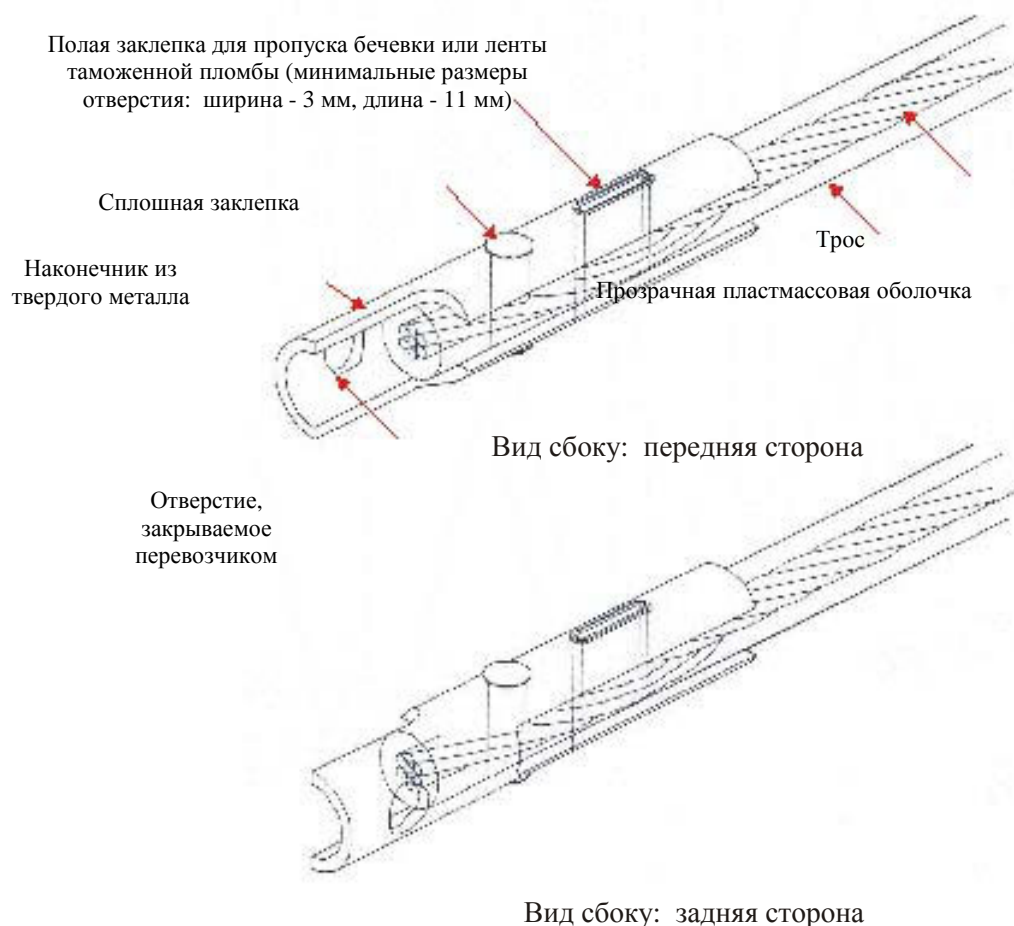 Полая заклепка для пропуска бечевки или ленты
таможенной пломбы (минимальные размеры
отверстия: ширина - 3 мм, длина - 11 мм)
Сплошная заклепка
Наконечник из
твердого металла
Трос
Прозрачная пластмассовая оболочка
Вид сбоку: передняя сторона
Отверстие,
закрываемое
перевозчиком
Вид сбоку: задняя сторона